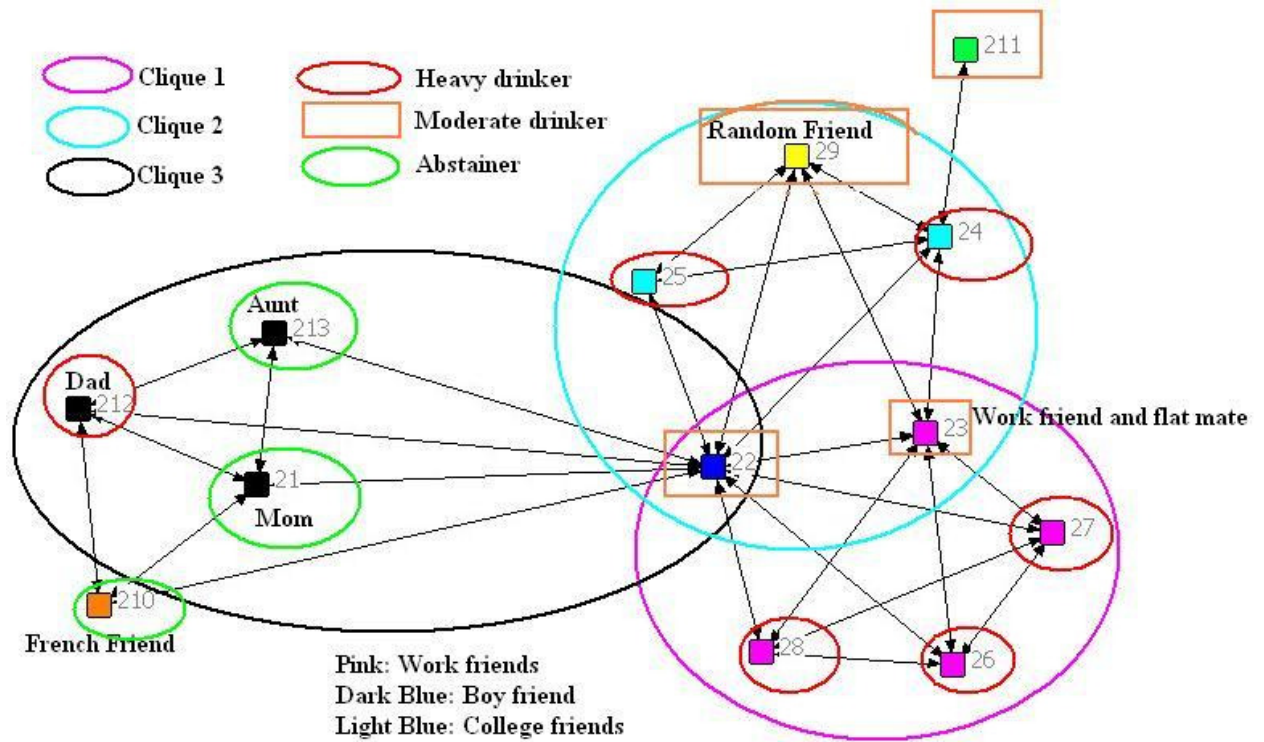 Clique 1
Clique 2
Clique 3
Heavy drinker
Moderate drinker
Abstainer
211
Random Friend
29
24
25
Aunt
213
Dad
212
23
Work friend and flat mate
22
21
Mom
27
210
French Friend
28
26
Pink: Work friends
Dark Blue: Boy friend
Light Blue: College friends